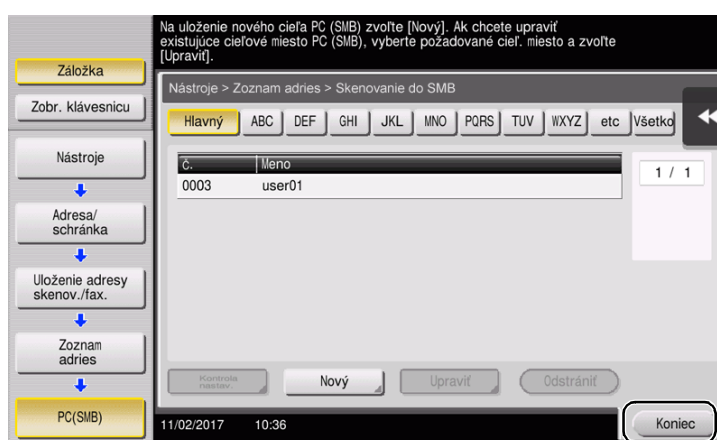 Na uloženie nového cieľa PC (SMB) zvoľte [Nový]. Ak chcete upraviť
existujúce cieľové miesto PC (SMB), vyberte požadované cieľ. miesto a zvoľte
[Upraviť].
Záložka
Zobr. klávesnicu
Nástroje
Adresa/
schránka
Uloženie adresy
skenov./fax.
Zoznam
adries
PC(SMB)
Nástroje > Zoznam adries > Skenovanie do SMB
Hlavný ABC DEF GHI JKL MNO PQRS TUV WXYZ etc Všetko
č. Meno
0003 user01
1 / 1
Kontrola
nastav.
Nový Upraviť Odstrániť
11/02/2017 10:36
Koniec